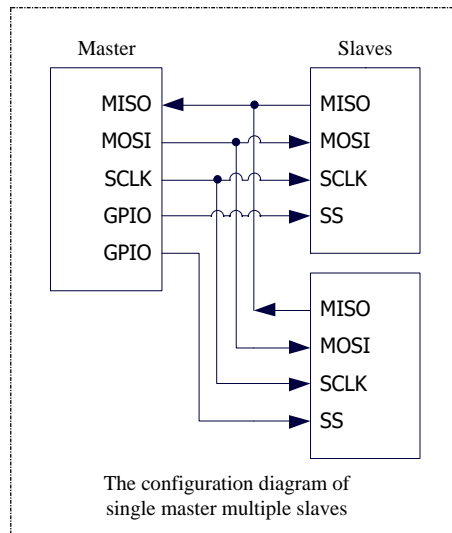 Master
Slaves
MISO
MOSI
SCLK
GPIO
GPIO
MISO
MOSI
SCLK
SS
MISO
MOSI
SCLK
SS
The configuration diagram of
single master multiple slaves